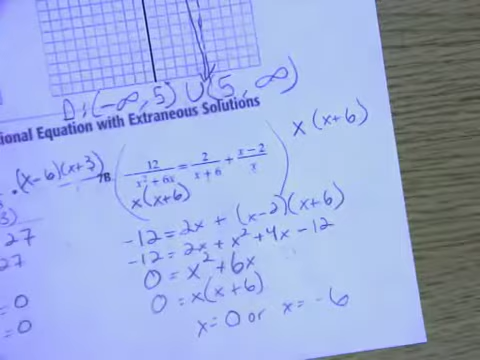 D: (-∞, 5) ∪ (5, ∞)
ional Equation with Extraneous Solutions
x (x+6)
·(x-6)(x+3)
7B
( -12/(x²+6x) = 2/(x+6) + (x-2)/x )
x(x+6)
27
-12 = 2x + (x-2)(x+6)
27
-12 = 2x + x² + 4x - 12
0 = x² + 6x
= 0
0 = x(x+6)
= 0
x = 0 or x = -6